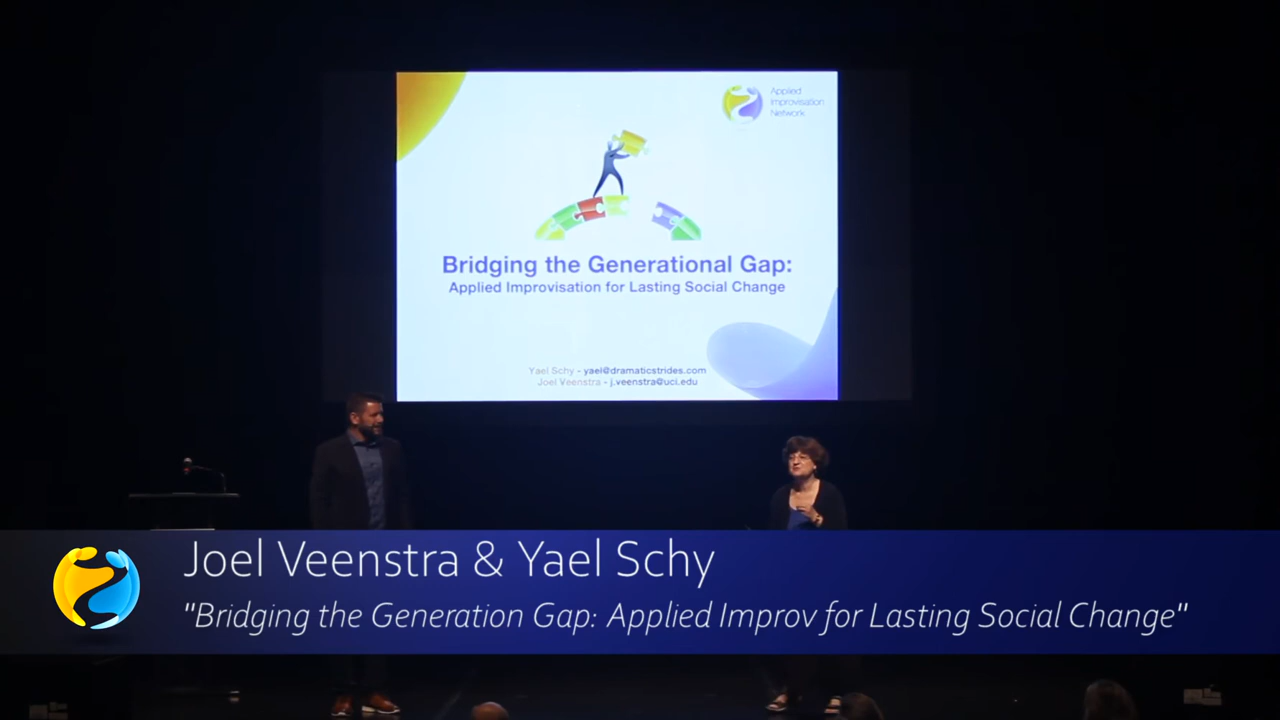 Applied
Improvisation
Network
Bridging the Generational Gap:
Applied Improvisation for Lasting Social Change
Yael Schy - yael@dramaticstrides.com
Joel Veenstra - j.veenstra@uci.edu
Joel Veenstra & Yael Schy
"Bridging the Generation Gap: Applied Improv for Lasting Social Change"